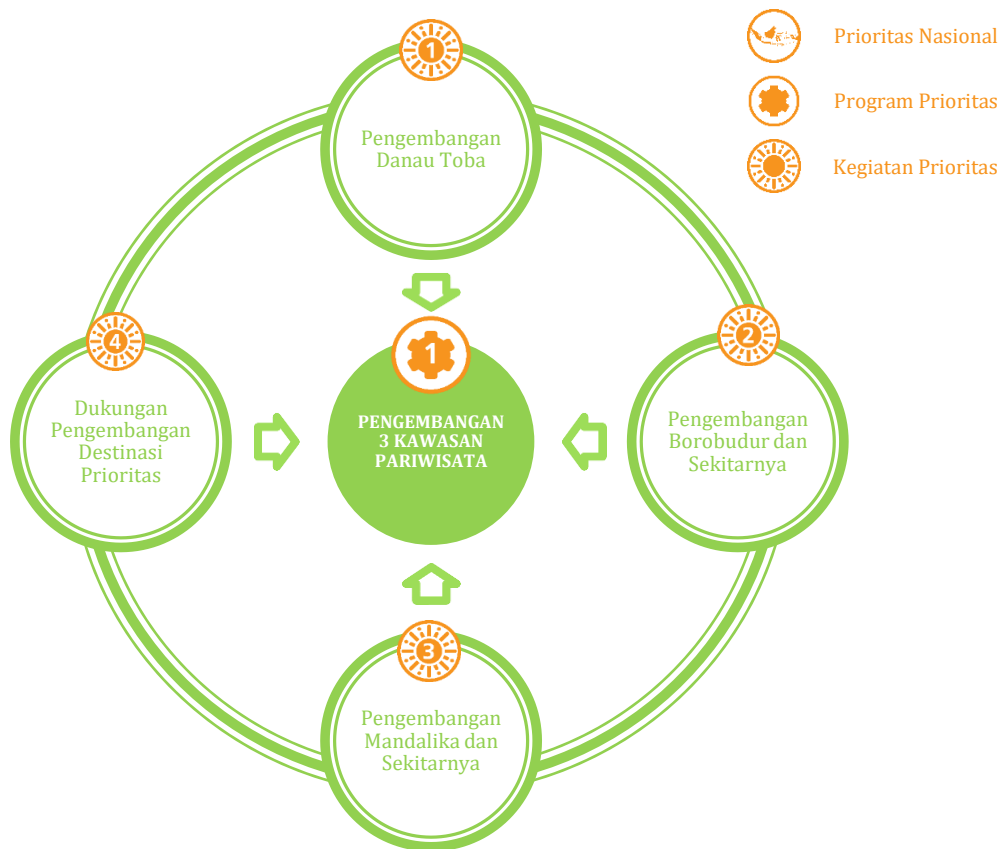 1
Pengembangan
Danau Toba
Prioritas Nasional
Program Prioritas
Kegiatan Prioritas
4
Dukungan
Pengembangan
Destinasi
Prioritas
1
PENGEMBANGAN
3 KAWASAN
PARIWISATA
2
Pengembangan
Borobudur dan
Sekitarnya
3
Pengembangan
Mandalika dan
Sekitarnya